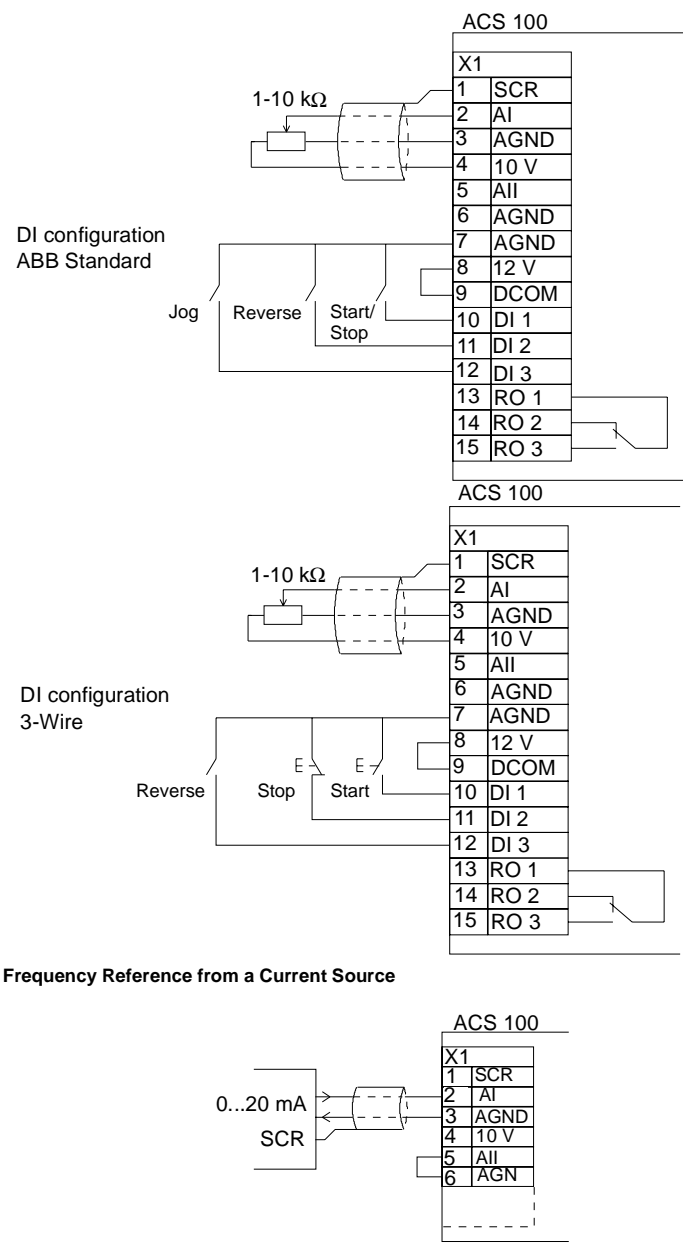 ACS 100
X1
1 SCR
1-10 kΩ
2 AI
3 AGND
4 10 V
5 AII
6 AGND
DI configuration
ABB Standard
7 AGND
8 12 V
9 DCOM
Jog Reverse Start/
Stop
10 DI 1
11 DI 2
12 DI 3
13 RO 1
14 RO 2
15 RO 3
ACS 100
X1
1 SCR
1-10 kΩ
2 AI
3 AGND
4 10 V
5 AII
6 AGND
DI configuration
3-Wire
7 AGND
8 12 V
9 DCOM
Reverse Stop Start
10 DI 1
11 DI 2
12 DI 3
13 RO 1
14 RO 2
15 RO 3
Frequency Reference from a Current Source
ACS 100
X1
1 SCR
0...20 mA
2 AI
3 AGND
SCR
4 10 V
5 AII
6 AGN